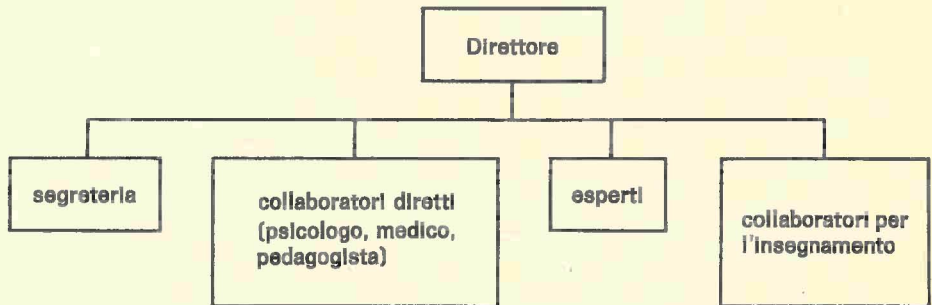 Direttore
segreteria
collaboratori diretti
(psicologo, medico,
pedagogista)
esperti
collaboratori per
l'insegnamento